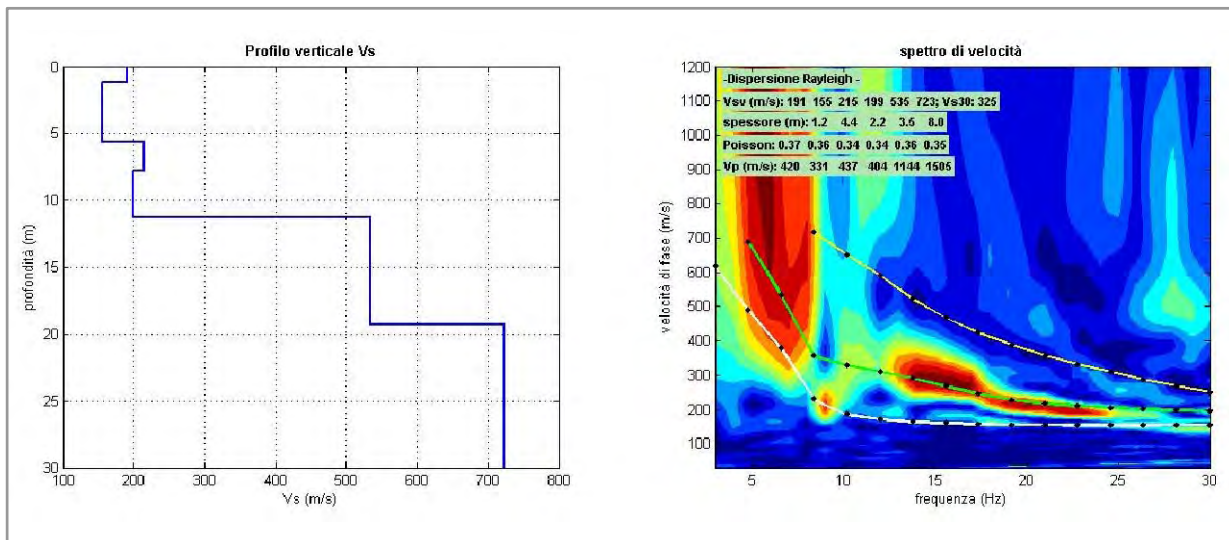 Profilo verticale Vs
0
5
10
15
20
25
30
profondità (m)
100 200 300 400 500 600 700 800
Vs (m/s)
spettro di velocità
-Dispersione Rayleigh -
Vsv (m/s): 191 155 215 199 535 723; Vs30: 325
spessore (m): 1.2 4.4 2.2 3.5 8.0
Poisson: 0.37 0.36 0.34 0.34 0.36 0.35
Vp (m/s): 420 331 437 404 1144 1505
1200
1100
1000
900
800
700
600
500
400
300
200
100
velocità di fase (m/s)
5 10 15 20 25 30
frequenza (Hz)